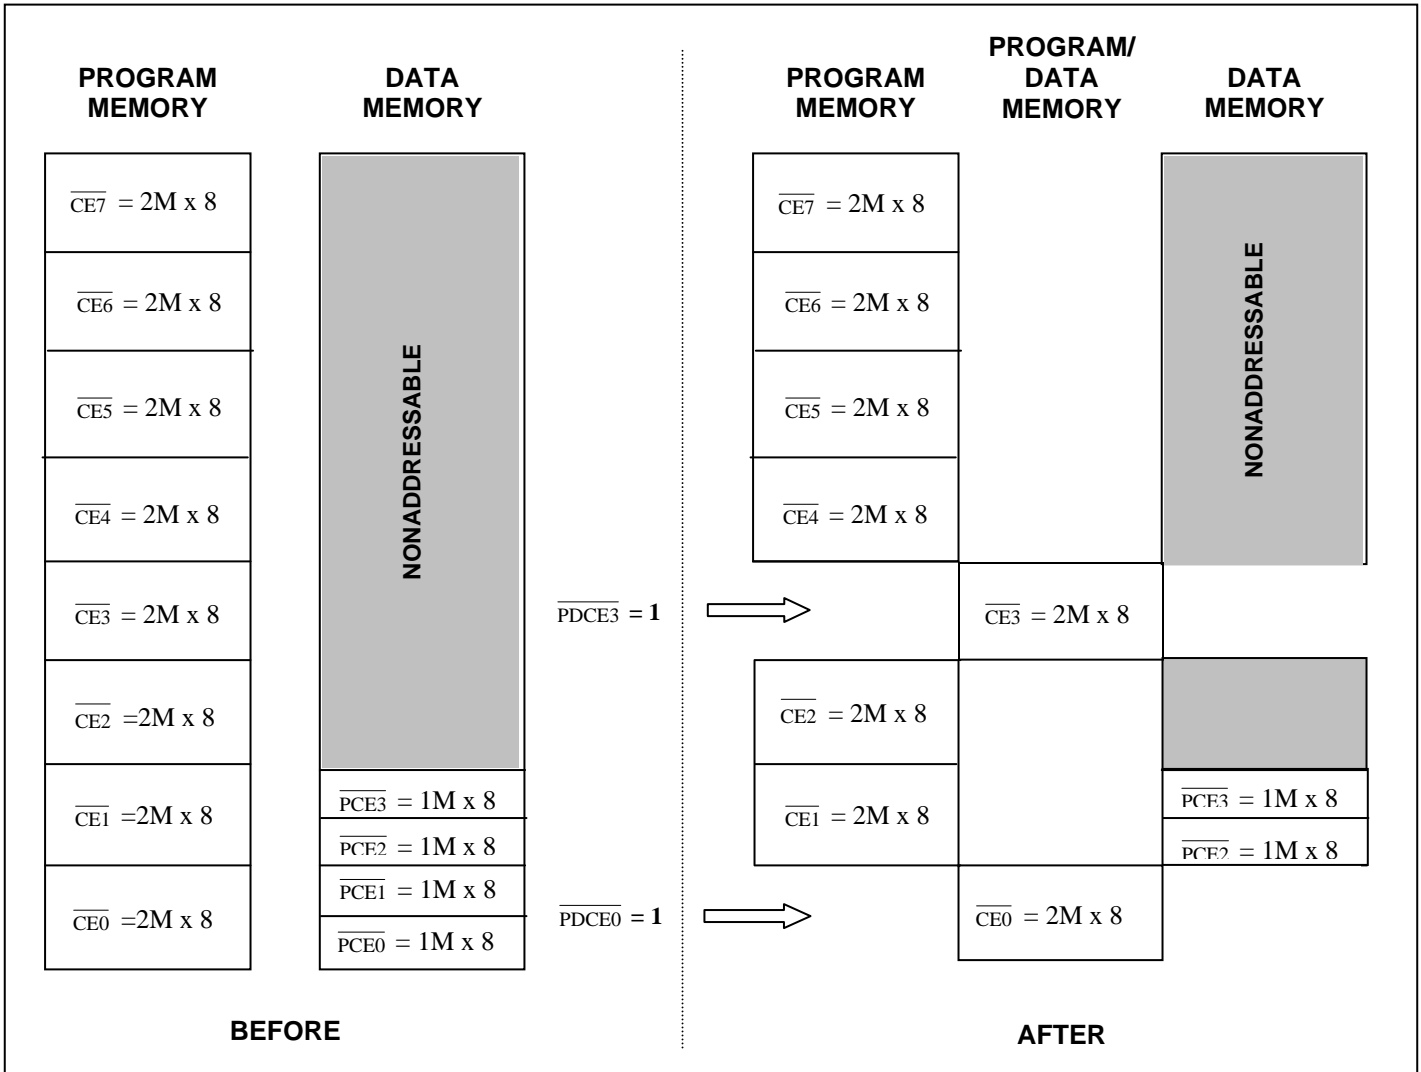 PROGRAM
MEMORY
DATA
MEMORY
CE7 = 2M x 8
CE6 = 2M x 8
CE5 = 2M x 8
CE4 = 2M x 8
CE3 = 2M x 8
CE2 =2M x 8
CE1 =2M x 8
CE0 =2M x 8
NONADDRESSABLE
PCE3 = 1M x 8
PCE2 = 1M x 8
PCE1 = 1M x 8
PCE0 = 1M x 8
BEFORE
PDCE3 = 1
PDCE0 = 1
PROGRAM
MEMORY
PROGRAM/
DATA
MEMORY
DATA
MEMORY
CE7 = 2M x 8
CE6 = 2M x 8
CE5 = 2M x 8
CE4 = 2M x 8
CE2 = 2M x 8
CE1 = 2M x 8
CE3 = 2M x 8
CE0 = 2M x 8
NONADDRESSABLE
PCE3 = 1M x 8
PCE2 = 1M x 8
AFTER